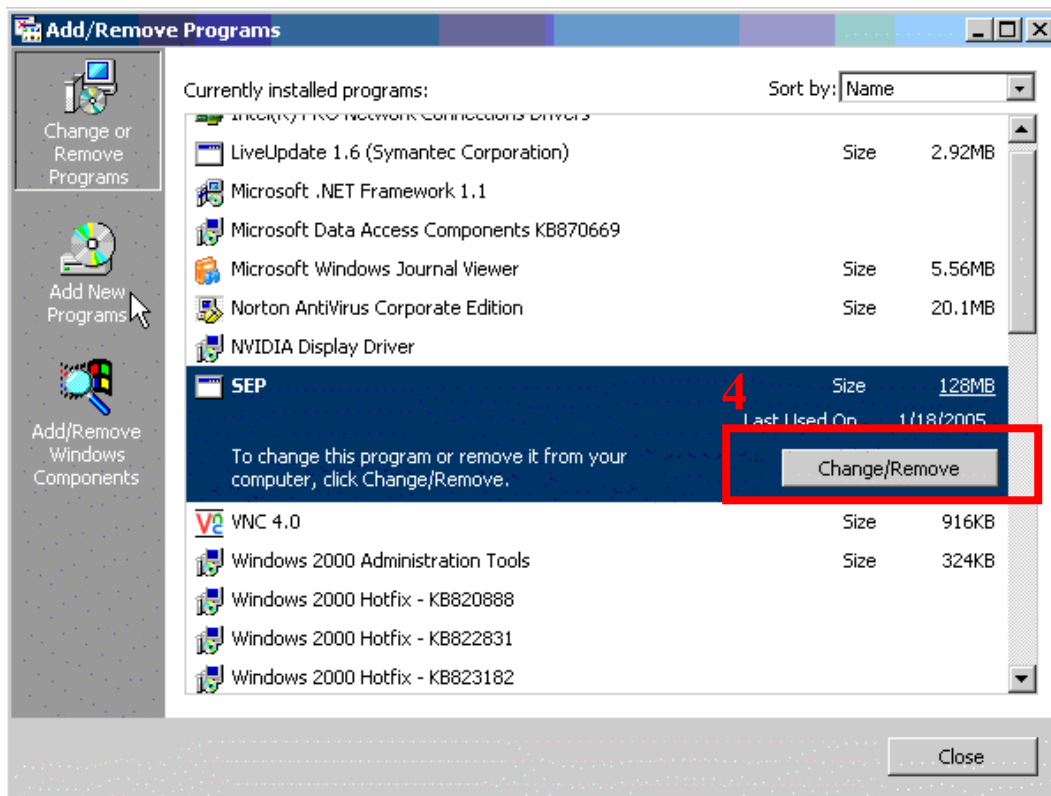 Add/Remove Programs
Change or
Remove
Programs
Add New
Programs
Add/Remove
Windows
Components
Currently installed programs:
Sort by: Name
Intel(R) PRO Network Connections Drivers
LiveUpdate 1.6 (Symantec Corporation) Size 2.92MB
Microsoft .NET Framework 1.1
Microsoft Data Access Components KB870669
Microsoft Windows Journal Viewer Size 5.56MB
Norton AntiVirus Corporate Edition Size 20.1MB
NVIDIA Display Driver
SEP Size 128MB
4
Last Used On 1/18/2005
To change this program or remove it from your
computer, click Change/Remove.
Change/Remove
VNC 4.0 Size 916KB
Windows 2000 Administration Tools Size 324KB
Windows 2000 Hotfix - KB820888
Windows 2000 Hotfix - KB822831
Windows 2000 Hotfix - KB823182
Close